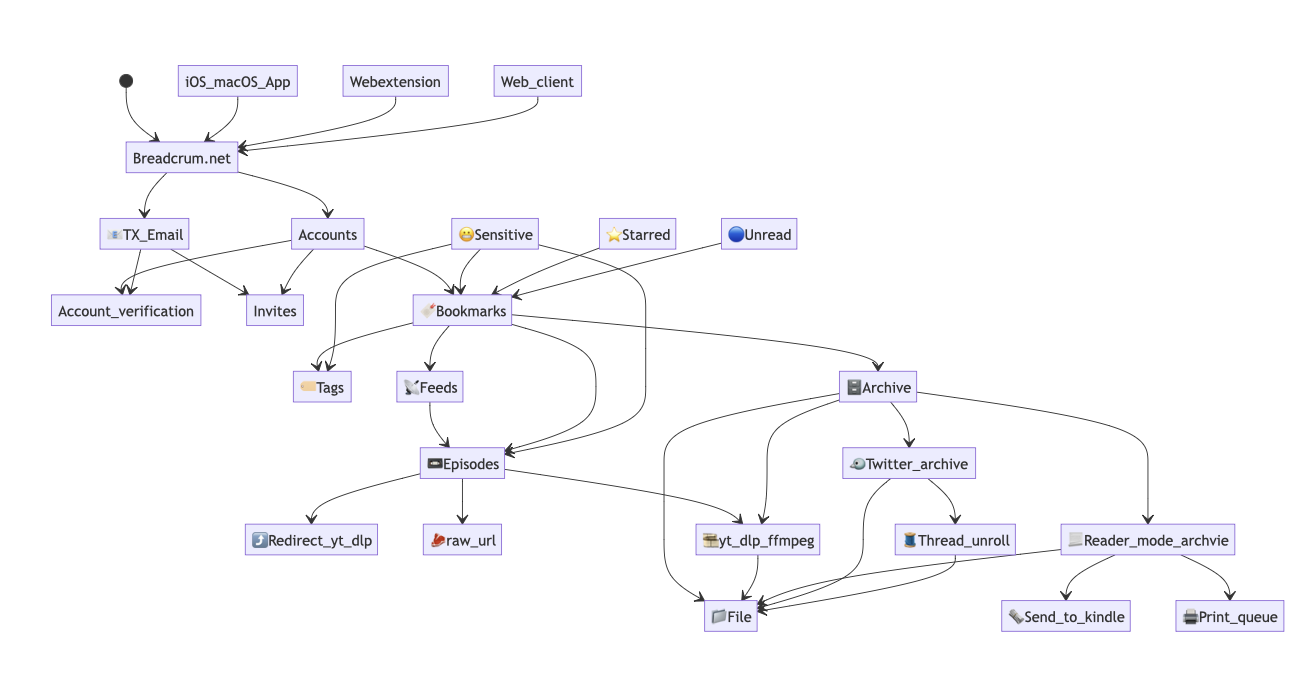 iOS_macOS_App
Webextension
Web_client
Breadcrum.net
📧TX_Email
Accounts
😬Sensitive
⭐Starred
🔵Unread
Account_verification
Invites
🔖Bookmarks
🏷️Tags
📡Feeds
🗄️Archive
📼Episodes
🐦Twitter_archive
⤴️Redirect_yt_dlp
🥩raw_url
yt_dlp_ffmpeg
🧵Thread_unroll
📃Reader_mode_archvie
📁File
🗞️Send_to_kindle
🖨️Print_queue